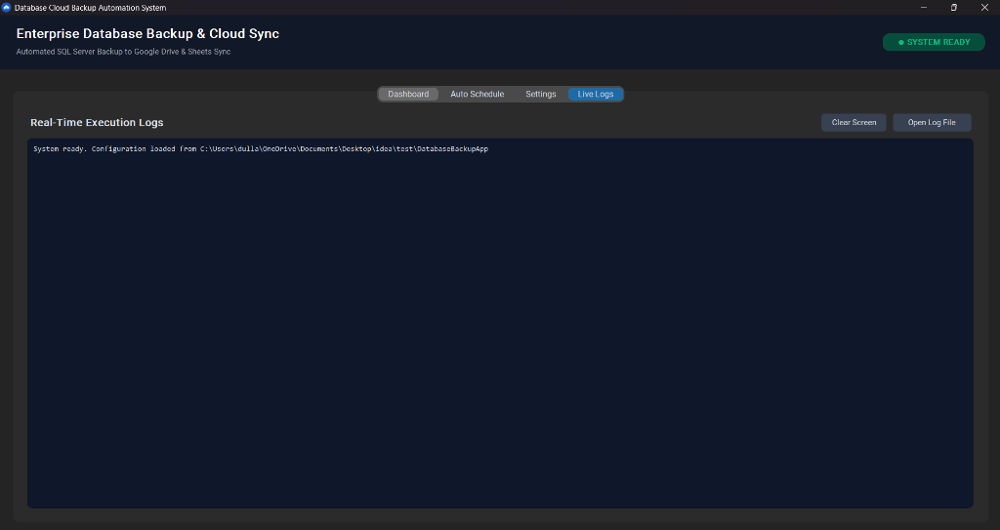 Database Cloud Backup Automation System
Enterprise Database Backup & Cloud Sync
Automated SQL Server Backup to Google Drive & Sheets Sync
● SYSTEM READY
Dashboard Auto Schedule Settings Live Logs
Real-Time Execution Logs
Clear Screen Open Log File
System ready. Configuration loaded from C:\Users\dulla\OneDrive\Documents\Desktop\idea\test\DatabaseBackupApp